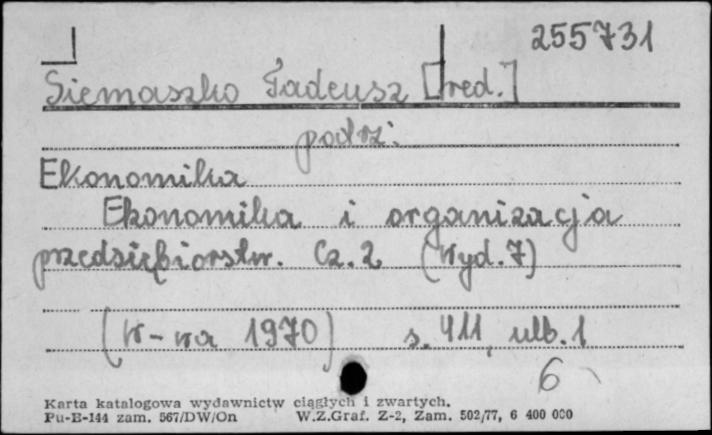 255731
Siemaszko Tadeusz [red.]
podrz:
Ekonomika
Ekonomika i organizacja
przedsiębiorstw. Cz. 2 (Wyd. 7)
(W-wa 1970) s. 411, ulb. 1
6
Karta katalogowa wydawnictw ciągłych i zwartych.
Pu-E-144 zam. 567/DW/On W.Z.Graf. Z-2, Zam. 502/77, 6 400 000